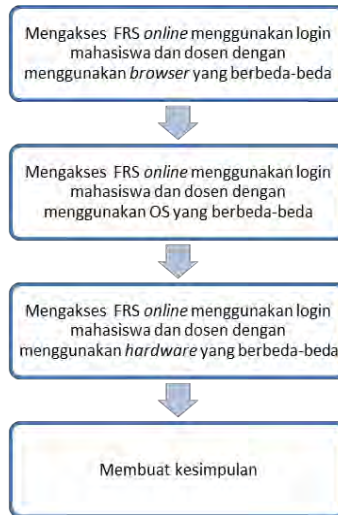 Mengakses FRS online menggunakan login
mahasiswa dan dosen dengan
menggunakan browser yang berbeda-beda
Mengakses FRS online menggunakan login
mahasiswa dan dosen dengan
menggunakan OS yang berbeda-beda
Mengakses FRS online menggunakan login
mahasiswa dan dosen dengan
menggunakan hardware yang berbeda-beda
Membuat kesimpulan